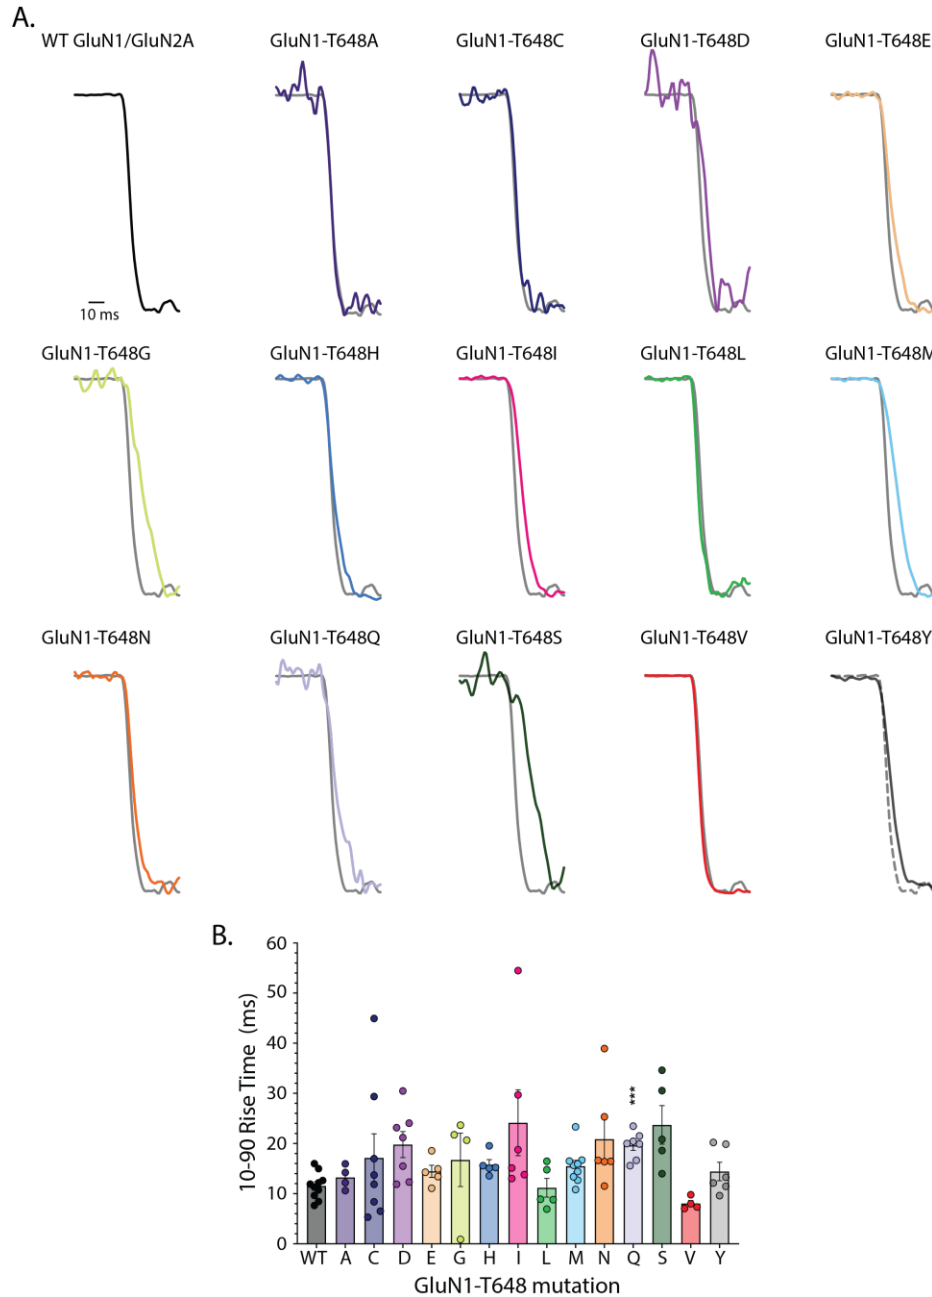 A.
WT GluN1/GluN2A
GluN1-T648A
GluN1-T648C
GluN1-T648D
GluN1-T648E
10 ms
GluN1-T648G
GluN1-T648H
GluN1-T648I
GluN1-T648L
GluN1-T648M
GluN1-T648N
GluN1-T648Q
GluN1-T648S
GluN1-T648V
GluN1-T648Y
B.
10-90 Rise Time (ms)
60
50
40
30
20
10
0
***
WT A C D E G H I L M N Q S V Y
GluN1-T648 mutation